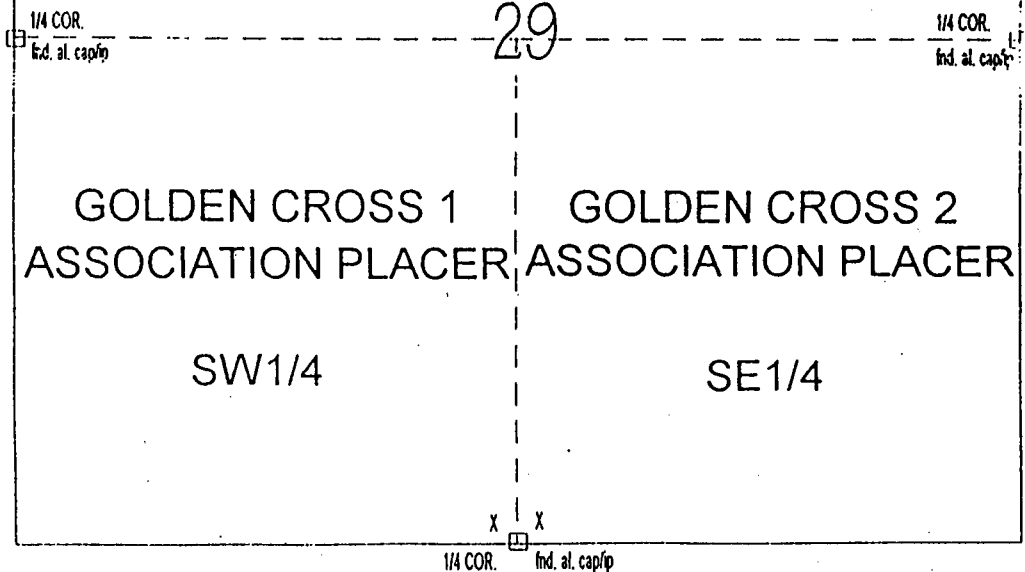 1/4 COR.
fnd. al. cap/ip
29
1/4 COR.
fnd. al. cap/ip
GOLDEN CROSS 1
ASSOCIATION PLACER
SW1/4
GOLDEN CROSS 2
ASSOCIATION PLACER
SE1/4
X X
1/4 COR. fnd. al. cap/ip